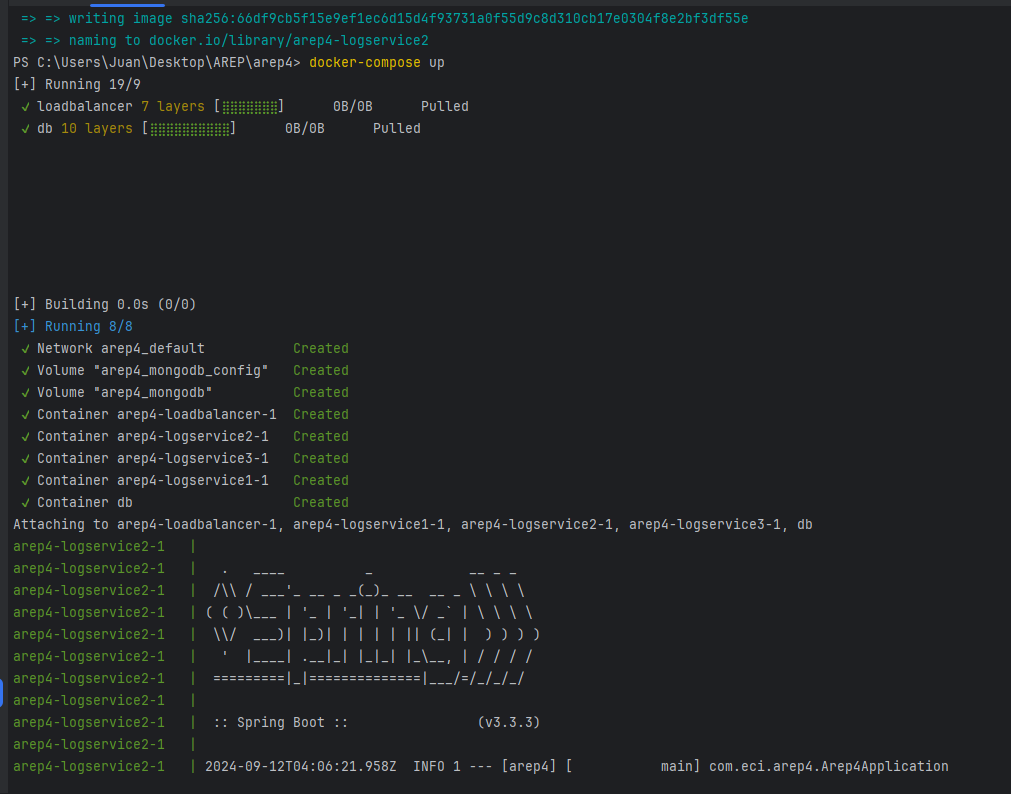 => => writing image sha256:66df9cb5f15e9ef1ec6d15d4f93731a0f55d9c8d310cb17e0304f8e2bf3df55e
=> => naming to docker.io/library/arep4-logservice2
PS C:\Users\Juan\Desktop\AREP\arep4> docker-compose up
[+] Running 19/9
✓ loadbalancer 7 layers [⣿⣿⣿⣿⣿⣿⣿]      0B/0B      Pulled
✓ db 10 layers [⣿⣿⣿⣿⣿⣿⣿⣿⣿⣿]      0B/0B      Pulled
[+] Building 0.0s (0/0)
[+] Running 8/8
✓ Network arep4_default           Created
✓ Volume "arep4_mongodb_config"   Created
✓ Volume "arep4_mongodb"          Created
✓ Container arep4-loadbalancer-1  Created
✓ Container arep4-logservice2-1   Created
✓ Container arep4-logservice3-1   Created
✓ Container arep4-logservice1-1   Created
✓ Container db                    Created
Attaching to arep4-loadbalancer-1, arep4-logservice1-1, arep4-logservice2-1, arep4-logservice3-1, db
arep4-logservice2-1   |
arep4-logservice2-1   |   .   ____          _            __ _ _
arep4-logservice2-1   |  /\\ / ___'_ __ _ _(_)_ __  __ _ \ \ \ \
arep4-logservice2-1   | ( ( )\___ | '_ | '_| | '_ \/ _` | \ \ \ \
arep4-logservice2-1   |  \\/  ___)| |_)| | | | | || (_| |  ) ) ) )
arep4-logservice2-1   |   '  |____| .__|_| |_|_| |_\__, | / / / /
arep4-logservice2-1   |  =========|_|==============|___/=/_/_/_/
arep4-logservice2-1   |
arep4-logservice2-1   |  :: Spring Boot ::                (v3.3.3)
arep4-logservice2-1   |
arep4-logservice2-1   | 2024-09-12T04:06:21.958Z  INFO 1 --- [arep4] [           main] com.eci.arep4.Arep4Application